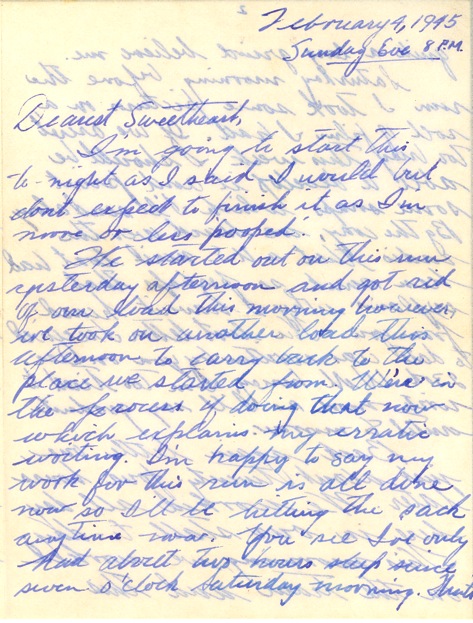 February 4, 1945
Sunday Eve 8 P.M.
Dearest Sweetheart,
I'm going to start this
to-night as I said I would but
don't expect to finish it as I'm
more or less pooped.
We started out on this run
yesterday afternoon and got rid
of our load this morning however,
we took on another load this
afternoon to carry back to the
place we started from. We're in
the process of doing that now
which explains my erratic
writing. I'm happy to say my
work for this run is all done
now so I'll be hitting the sack
anytime now. You see I've only
had about two hours sleep since
seven o'clock Saturday morning. That's